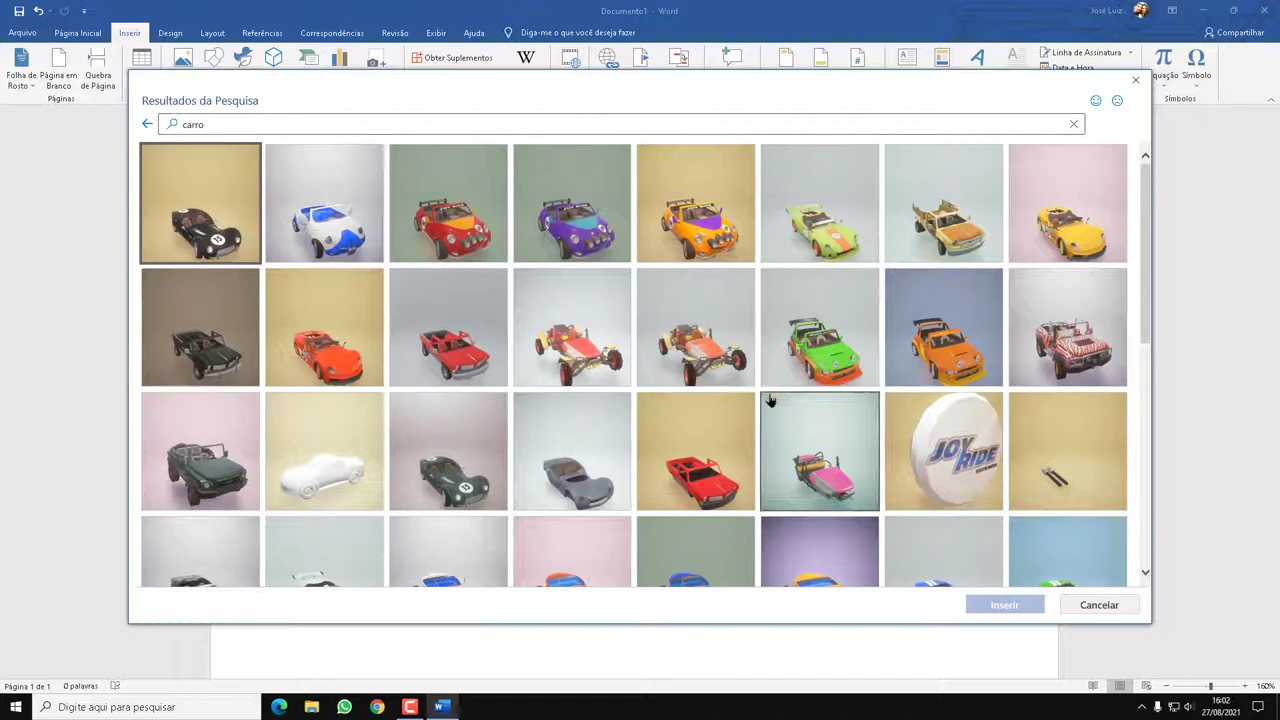 Documento1 - Word
José Luiz.
Arquivo Página Inicial Inserir Design Layout Referências Correspondências Revisão Exibir Ajuda Diga-me o que você deseja fazer Compartilhar
Folha de Rosto
Página em Branco
Quebra de Página
Páginas
Obter Suplementos
Linha de Assinatura
Data e Hora
Símbolo
Símbolos
Resultados da Pesquisa
carro
15
15
JOY RIDE
Inserir Cancelar
Página 1 de 1 0 palavras 160%
Digite aqui para pesquisar
16:02
27/08/2021